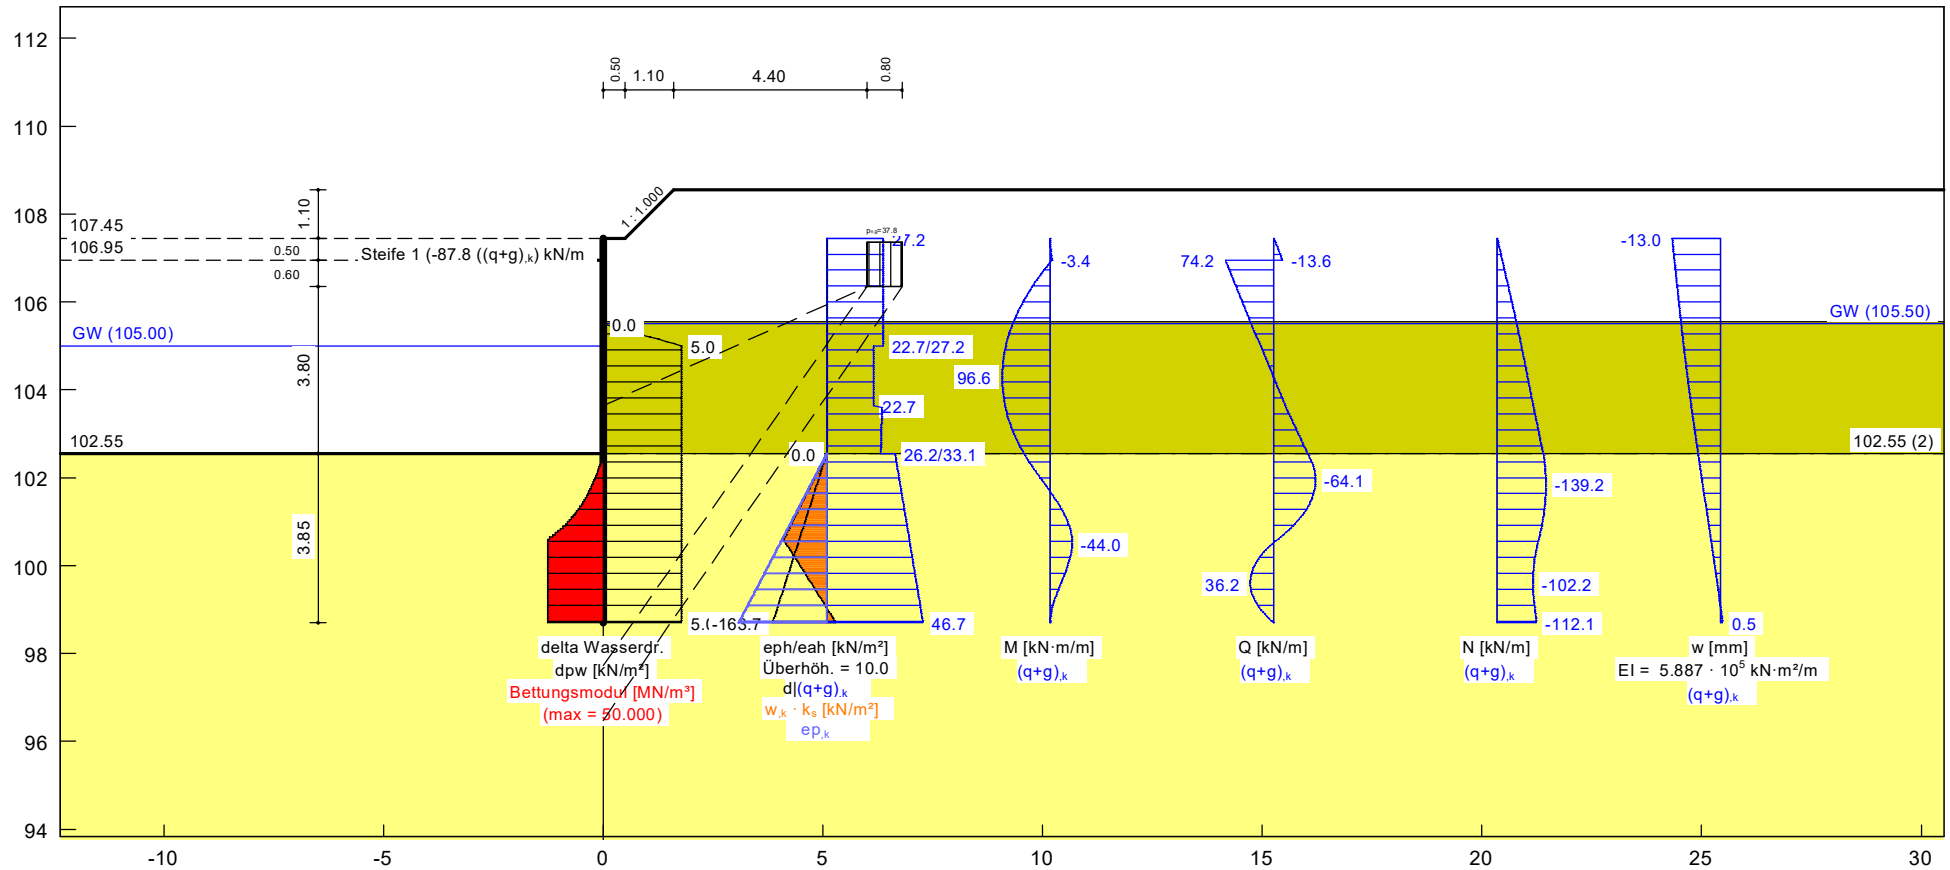 112
110
108
106
104
102
100
98
96
94
-10
-5
0
5
10
15
20
25
30
0.50
1.10
4.40
0.80
1 : 1.000
1.10
0.50
0.60
3.80
3.85
107.45
106.95
Steife 1 (-87.8 ((q+g),k) kN/m
GW (105.00)
102.55
GW (105.50)
102.55 (2)
0.0
5.0
delta Wasserdr.
dpw [kN/m²]
Bettungsmodul [MN/m³]
(max = 50.000)
p =37.8
27.2
22.7/27.2
22.7
0.0
26.2/33.1
-163.7
46.7
eph/eah [kN/m²]
Überhöh. = 10.0
d|(q+g),k
w,k · ks [kN/m²]
ep,k
-3.4
96.6
-44.0
M [kN·m/m]
(q+g),k
74.2
-13.6
-64.1
36.2
Q [kN/m]
(q+g),k
-139.2
-102.2
-112.1
N [kN/m]
(q+g),k
-13.0
0.5
w [mm]
EI = 5.887 · 10⁵ kN·m²/m
(q+g),k